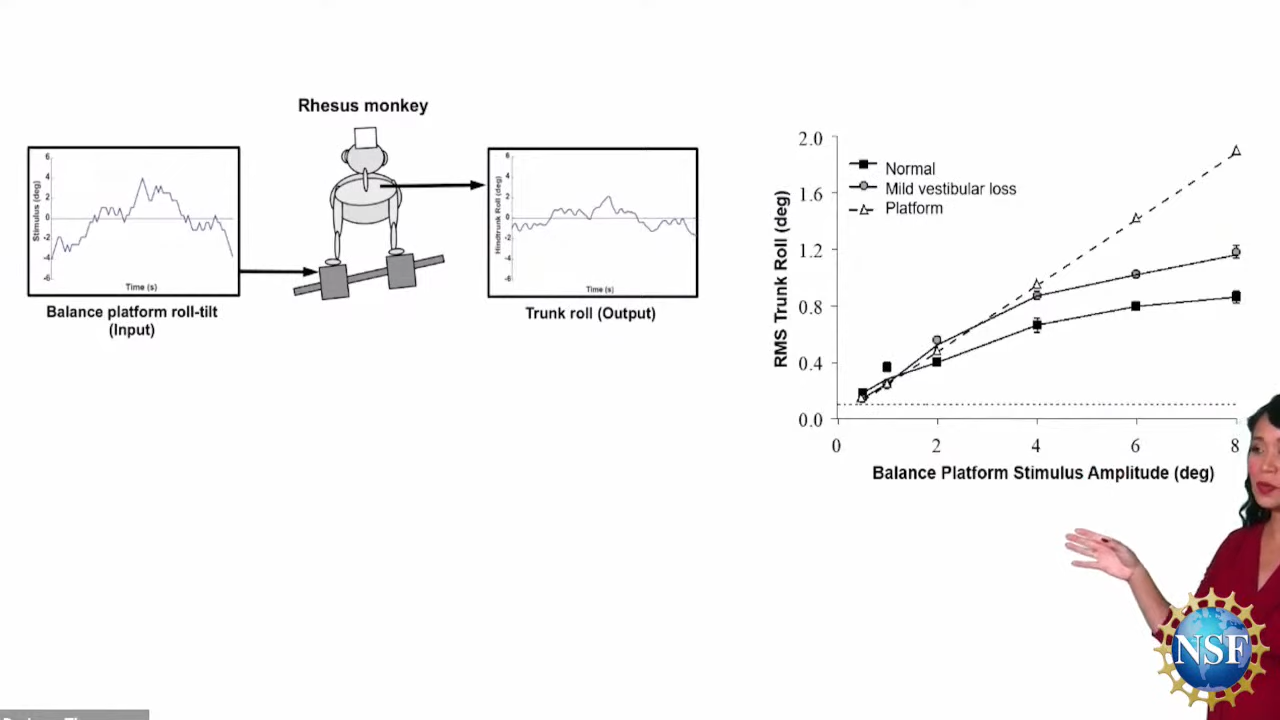 Rhesus monkey
6
4
2
0
-2
-4
-6
Stimulus (deg)
Time (s)
Balance platform roll-tilt
(Input)
6
4
2
0
-2
-4
-6
Hindtrunk Roll (deg)
Time (s)
Trunk roll (Output)
2.0
1.6
1.2
0.8
0.4
0.0
RMS Trunk Roll (deg)
Normal
Mild vestibular loss
Platform
0 2 4 6 8
Balance Platform Stimulus Amplitude (deg)
NSF